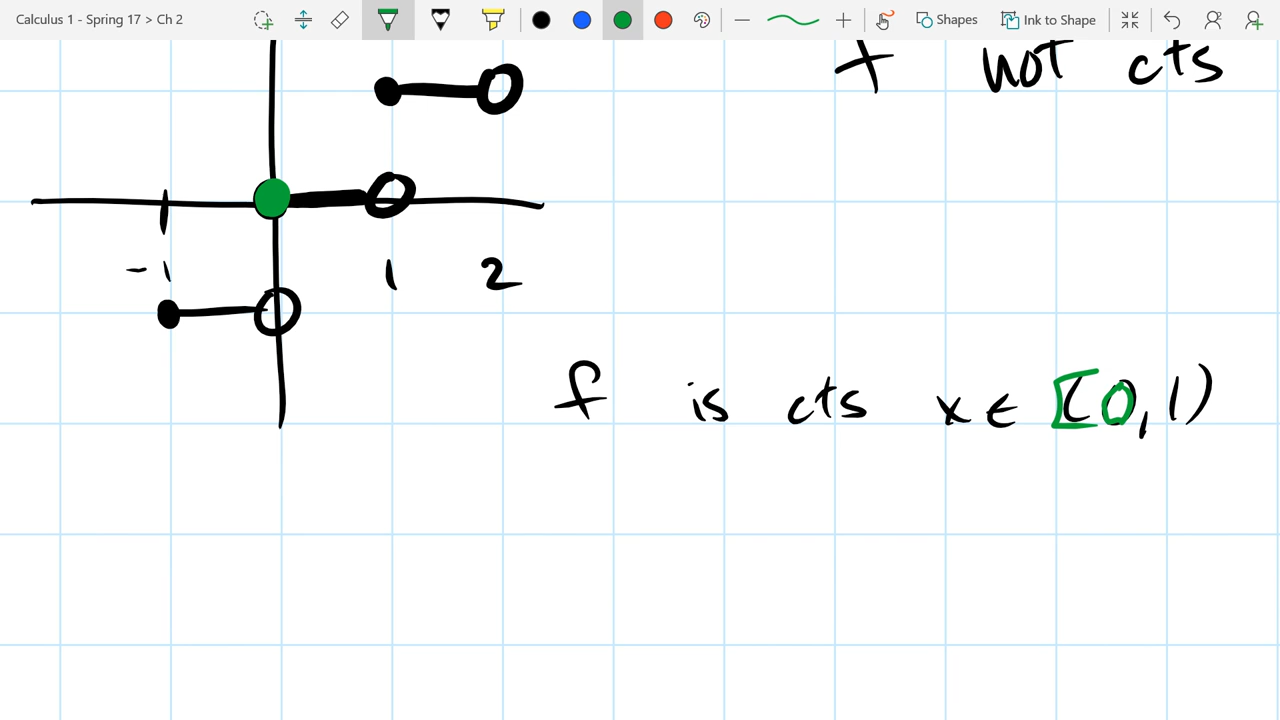 Calculus 1 - Spring 17 > Ch 2
Shapes
Ink to Shape
f not cts
-1
1 2
f is cts x ∈ [(0,1)